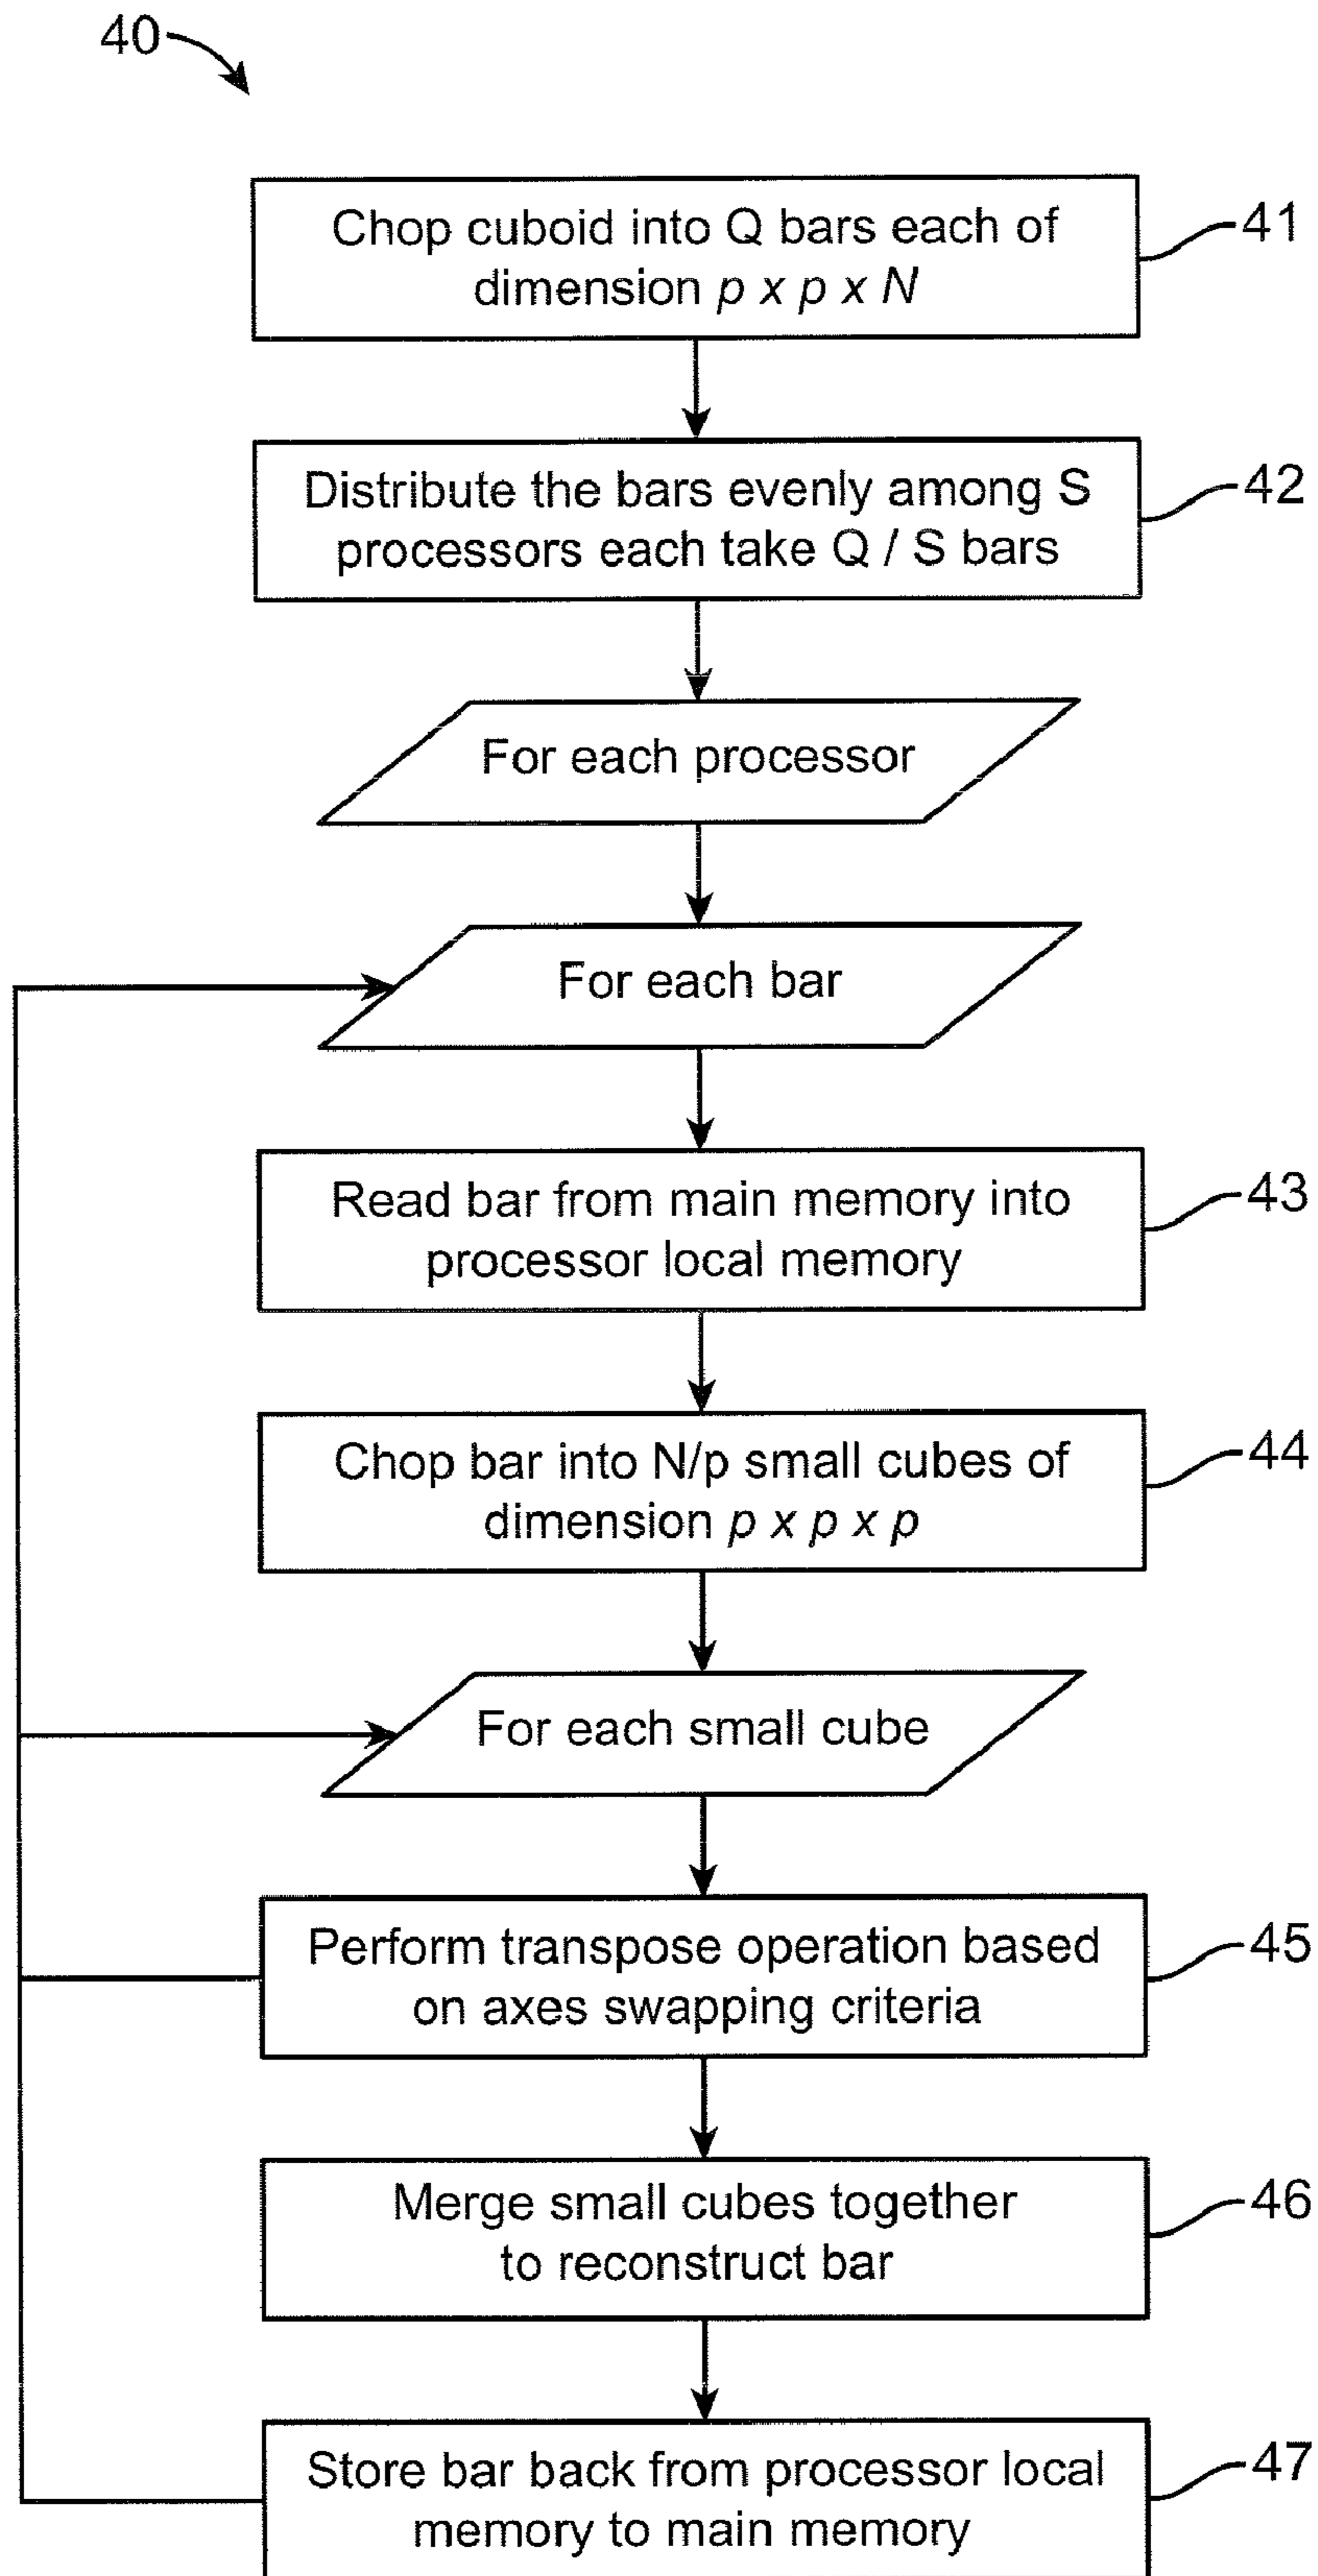 40
Chop cuboid into Q bars each of
dimension p x p x N
41
Distribute the bars evenly among S
processors each take Q / S bars
42
For each processor
For each bar
Read bar from main memory into
processor local memory
43
Chop bar into N/p small cubes of
dimension p x p x p
44
For each small cube
Perform transpose operation based
on axes swapping criteria
45
Merge small cubes together
to reconstruct bar
46
Store bar back from processor local
memory to main memory
47